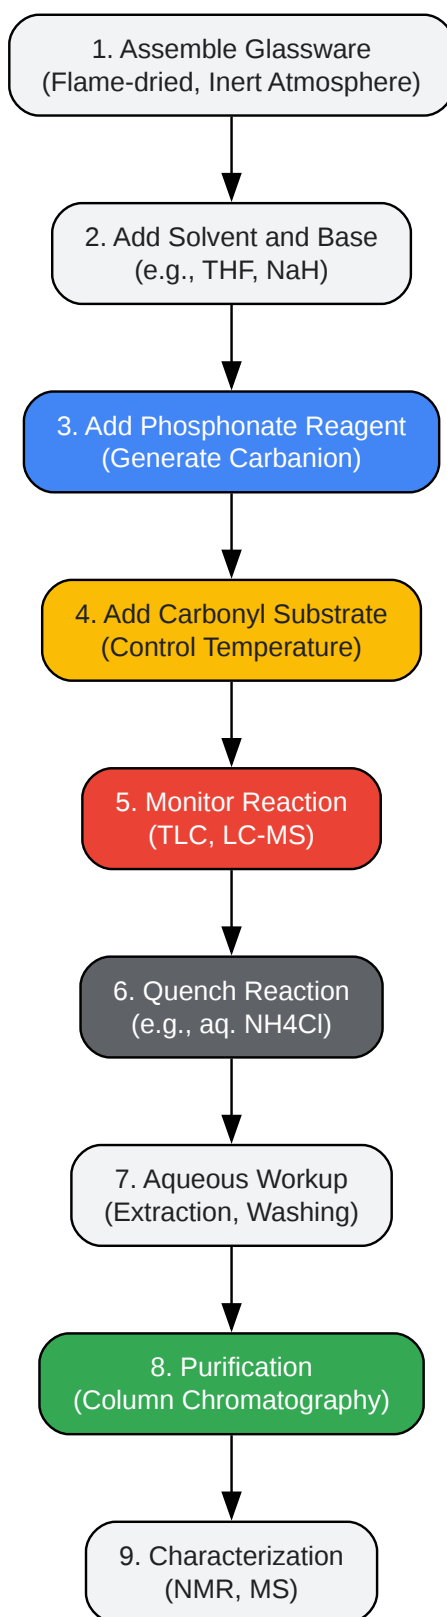 1. Assemble Glassware
(Flame-dried, Inert Atmosphere)
2. Add Solvent and Base
(e.g., THF, NaH)
3. Add Phosphonate Reagent
(Generate Carbanion)
4. Add Carbonyl Substrate
(Control Temperature)
5. Monitor Reaction
(TLC, LC-MS)
6. Quench Reaction
(e.g., aq. NH4Cl)
7. Aqueous Workup
(Extraction, Washing)
8. Purification
(Column Chromatography)
9. Characterization
(NMR, MS)